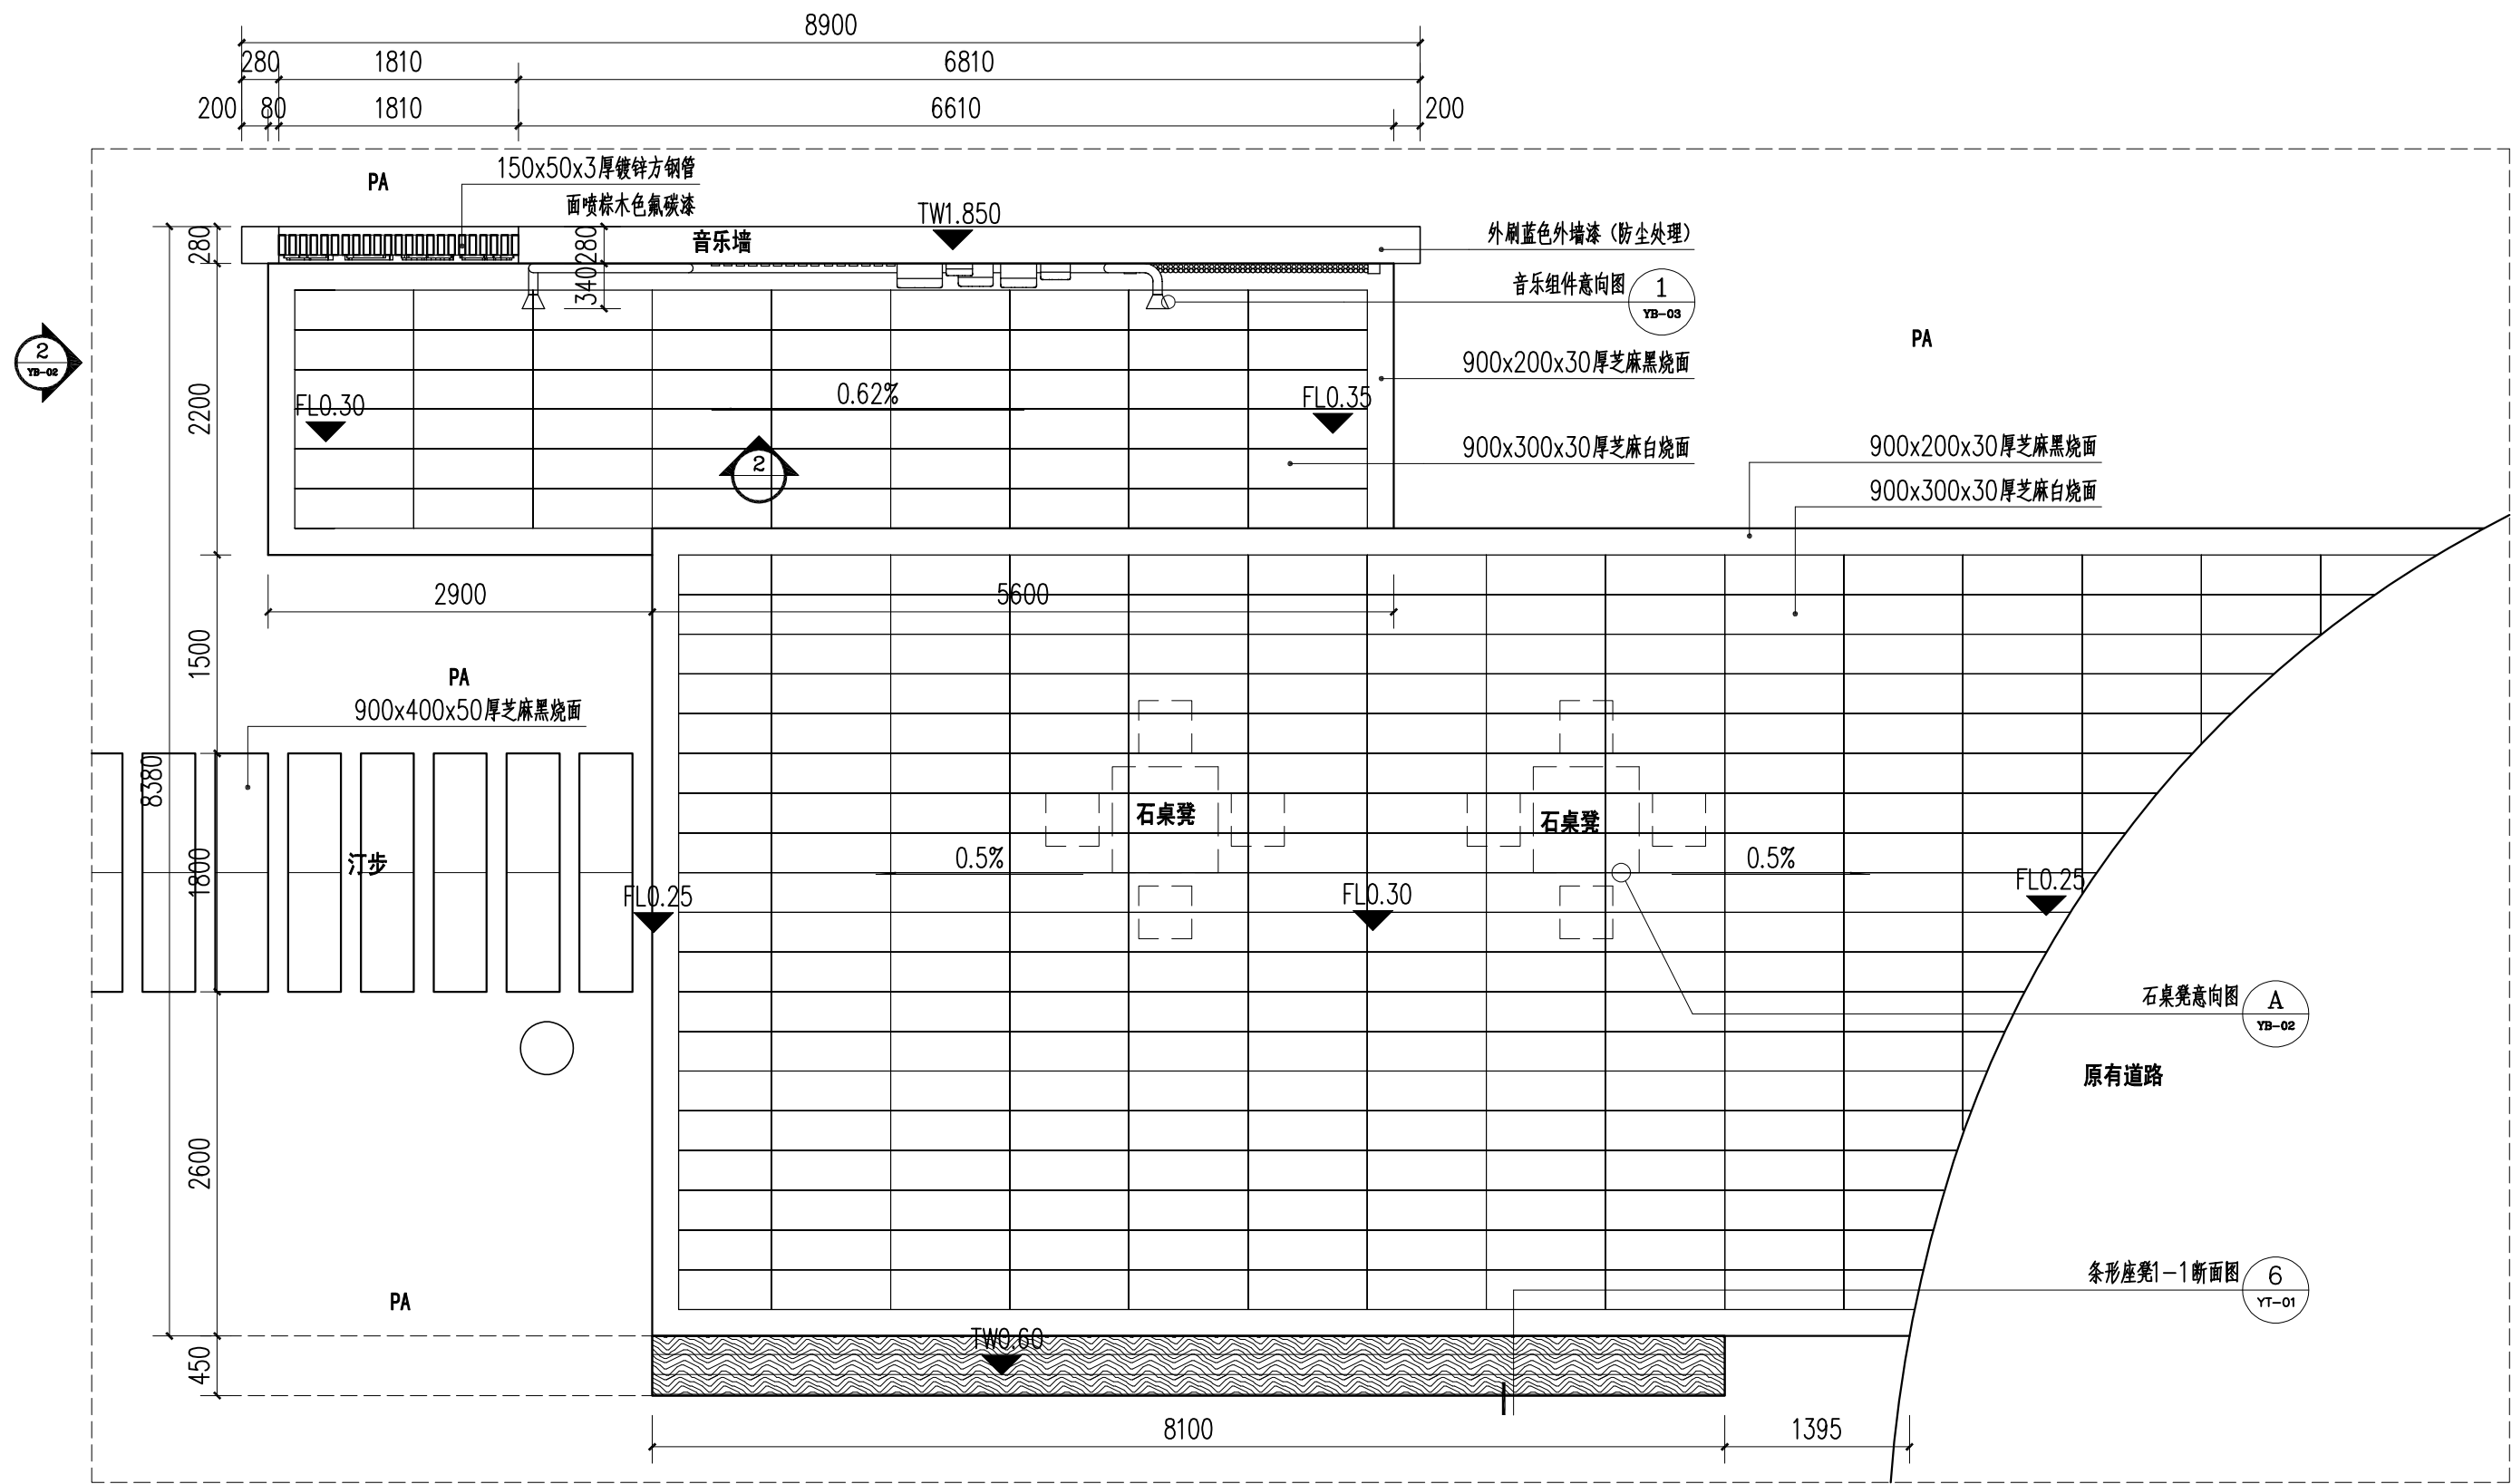 8900
280
1810
6810
200
80
1810
6610
200
PA
150x50x3厚镀锌方钢管
面喷棕木色氟碳漆
TW1.850
音乐墙
280
280
340
外刷蓝色外墙漆（防尘处理）
音乐组件意向图
1
YB-03
PA
2
YB-02
900x200x30厚芝麻黑烧面
2200
FL0.30
0.62%
FL0.35
2
900x300x30厚芝麻白烧面
900x200x30厚芝麻黑烧面
900x300x30厚芝麻白烧面
2900
5600
1500
PA
900x400x50厚芝麻黑烧面
8380
石桌凳
石桌凳
汀步
1800
0.5%
0.5%
FL0.25
FL0.30
FL0.25
石桌凳意向图
A
YB-02
原有道路
2600
条形座凳1-1断面图
6
YT-01
PA
TW0.60
450
8100
1395